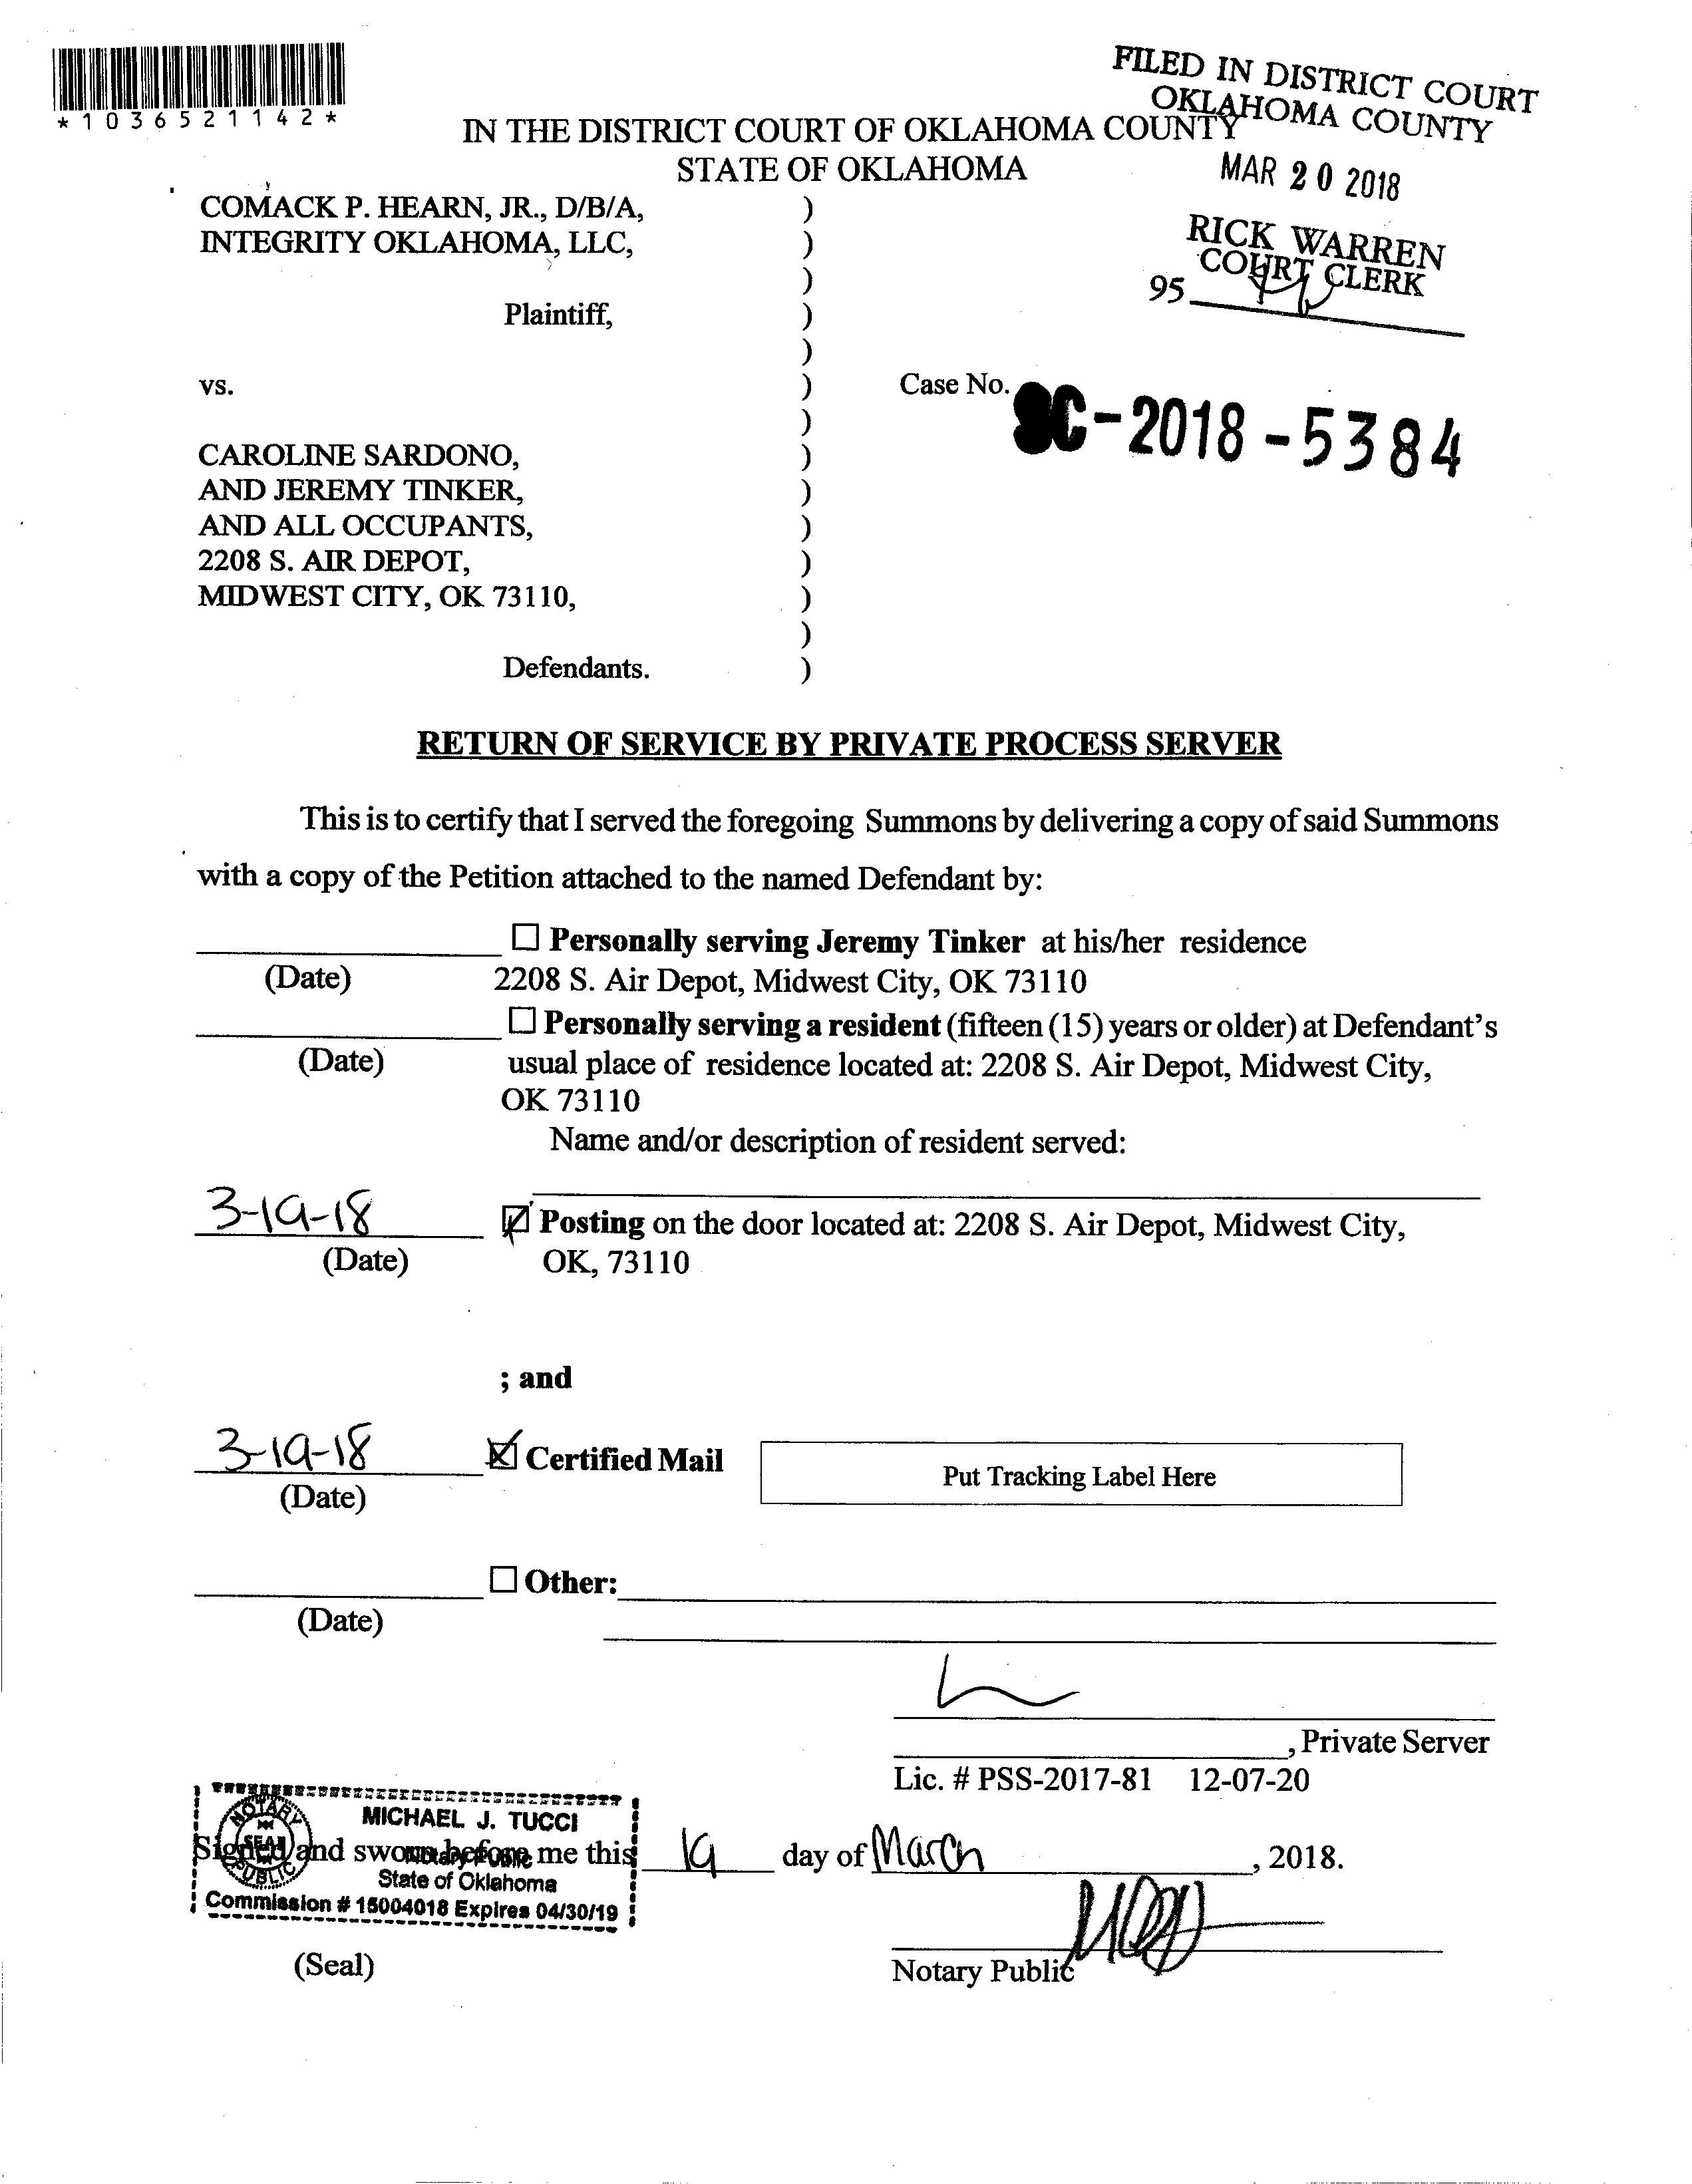 *1036521142*
FILED IN DISTRICT COURT
OKLAHOMA COUNTY
IN THE DISTRICT COURT OF OKLAHOMA COUNTY
STATE OF OKLAHOMA
MAR 20 2018
RICK WARREN
COURT CLERK
95
COMACK P. HEARN, JR., D/B/A, )
INTEGRITY OKLAHOMA, LLC, )
)
Plaintiff, )
)
vs. ) Case No. SC-2018-5384
)
CAROLINE SARDONO, )
AND JEREMY TINKER, )
AND ALL OCCUPANTS, )
2208 S. AIR DEPOT, )
MIDWEST CITY, OK 73110, )
)
Defendants. )
RETURN OF SERVICE BY PRIVATE PROCESS SERVER
This is to certify that I served the foregoing Summons by delivering a copy of said Summons
with a copy of the Petition attached to the named Defendant by:
☐ Personally serving Jeremy Tinker at his/her residence
(Date) 2208 S. Air Depot, Midwest City, OK 73110
☐ Personally serving a resident (fifteen (15) years or older) at Defendant's
(Date) usual place of residence located at: 2208 S. Air Depot, Midwest City,
OK 73110
Name and/or description of resident served:
3-19-18 ☑ Posting on the door located at: 2208 S. Air Depot, Midwest City,
(Date) OK, 73110
; and
3-19-18 ☒ Certified Mail Put Tracking Label Here
(Date)
☐ Other:
(Date)
, Private Server
Lic. # PSS-2017-81 12-07-20
MICHAEL J. TUCCI
Signed and sworn before me this 19 day of March, 2018.
NOTARY SEAL PUBLIC
Notary Public
State of Oklahoma
Commission # 15004018 Expires 04/30/19
(Seal)
Notary Public